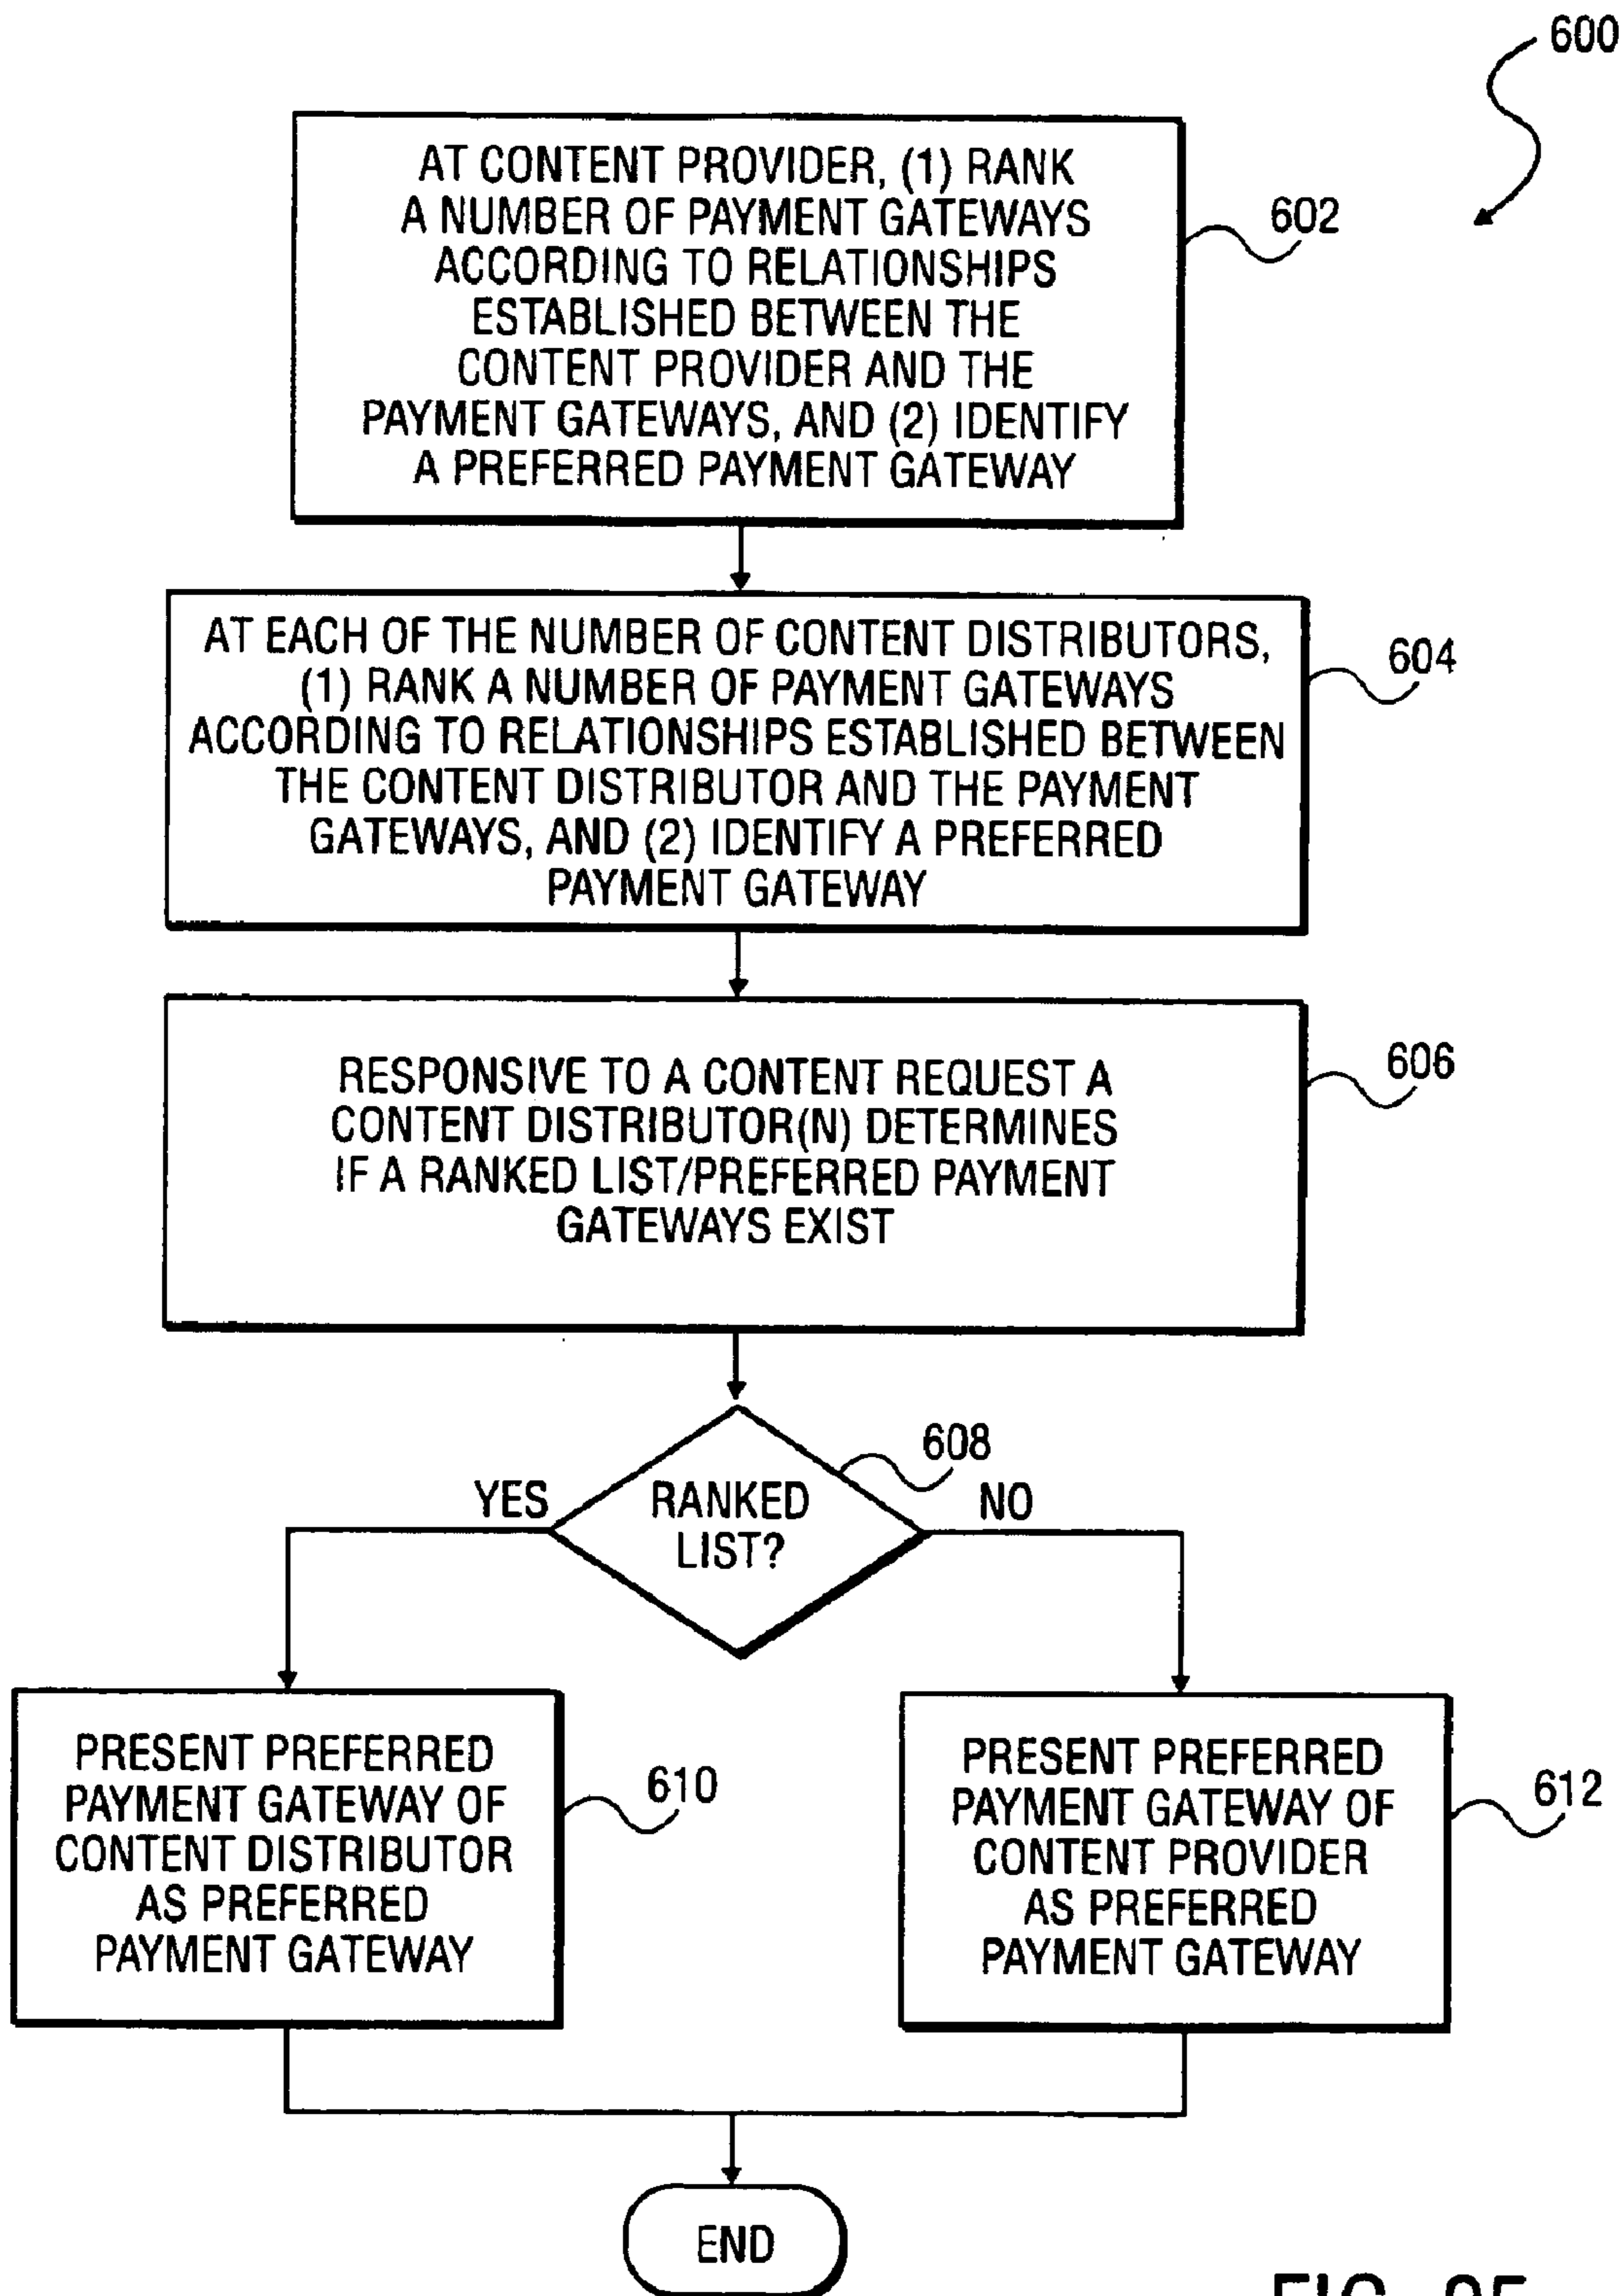 600
AT CONTENT PROVIDER, (1) RANK
A NUMBER OF PAYMENT GATEWAYS
ACCORDING TO RELATIONSHIPS
ESTABLISHED BETWEEN THE
CONTENT PROVIDER AND THE
PAYMENT GATEWAYS, AND (2) IDENTIFY
A PREFERRED PAYMENT GATEWAY
602
AT EACH OF THE NUMBER OF CONTENT DISTRIBUTORS,
(1) RANK A NUMBER OF PAYMENT GATEWAYS
ACCORDING TO RELATIONSHIPS ESTABLISHED BETWEEN
THE CONTENT DISTRIBUTOR AND THE PAYMENT
GATEWAYS, AND (2) IDENTIFY A PREFERRED
PAYMENT GATEWAY
604
RESPONSIVE TO A CONTENT REQUEST A
CONTENT DISTRIBUTOR(N) DETERMINES
IF A RANKED LIST/PREFERRED PAYMENT
GATEWAYS EXIST
606
608
YES
RANKED
LIST?
NO
PRESENT PREFERRED
PAYMENT GATEWAY OF
CONTENT DISTRIBUTOR
AS PREFERRED
PAYMENT GATEWAY
610
PRESENT PREFERRED
PAYMENT GATEWAY OF
CONTENT PROVIDER
AS PREFERRED
PAYMENT GATEWAY
612
END